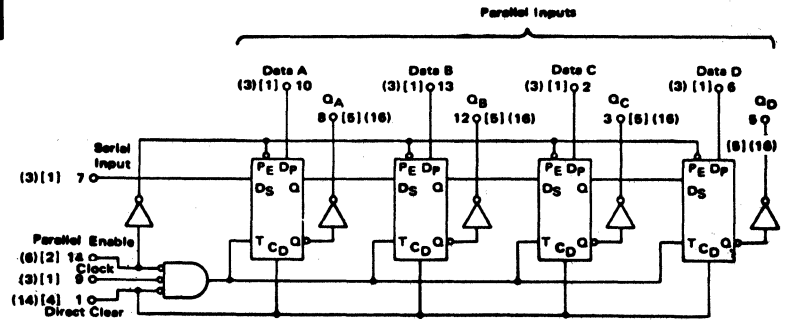 Parallel Inputs
Data A
(3) [1] 10
Data B
(3) [1] 13
Data C
(3) [1] 2
Data D
(3) [1] 6
QA
8 [5] (16)
QB
12 [5] (16)
QC
3 [5] (16)
QD
5
(5] (16)
Serial
Input
(3) [1] 7
PE DP
DS Q
T CD Q
PE DP
DS Q
T CD Q
PE DP
DS Q
T CD Q
PE DP
DS Q
T CD Q
Parallel Enable
(6) [2] 14
Clock
(3) [1] 9
(14) [4] 1
Direct Clear